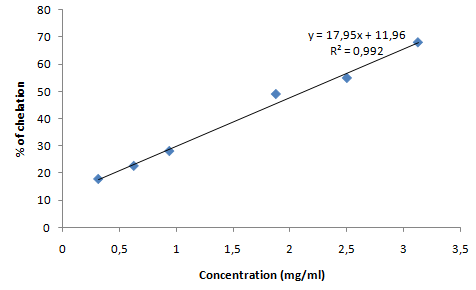 80
70
60
50
40
30
20
10
0
% of chelation
y = 17,95x + 11,96
R² = 0,992
0 0,5 1 1,5 2 2,5 3 3,5
Concentration (mg/ml)